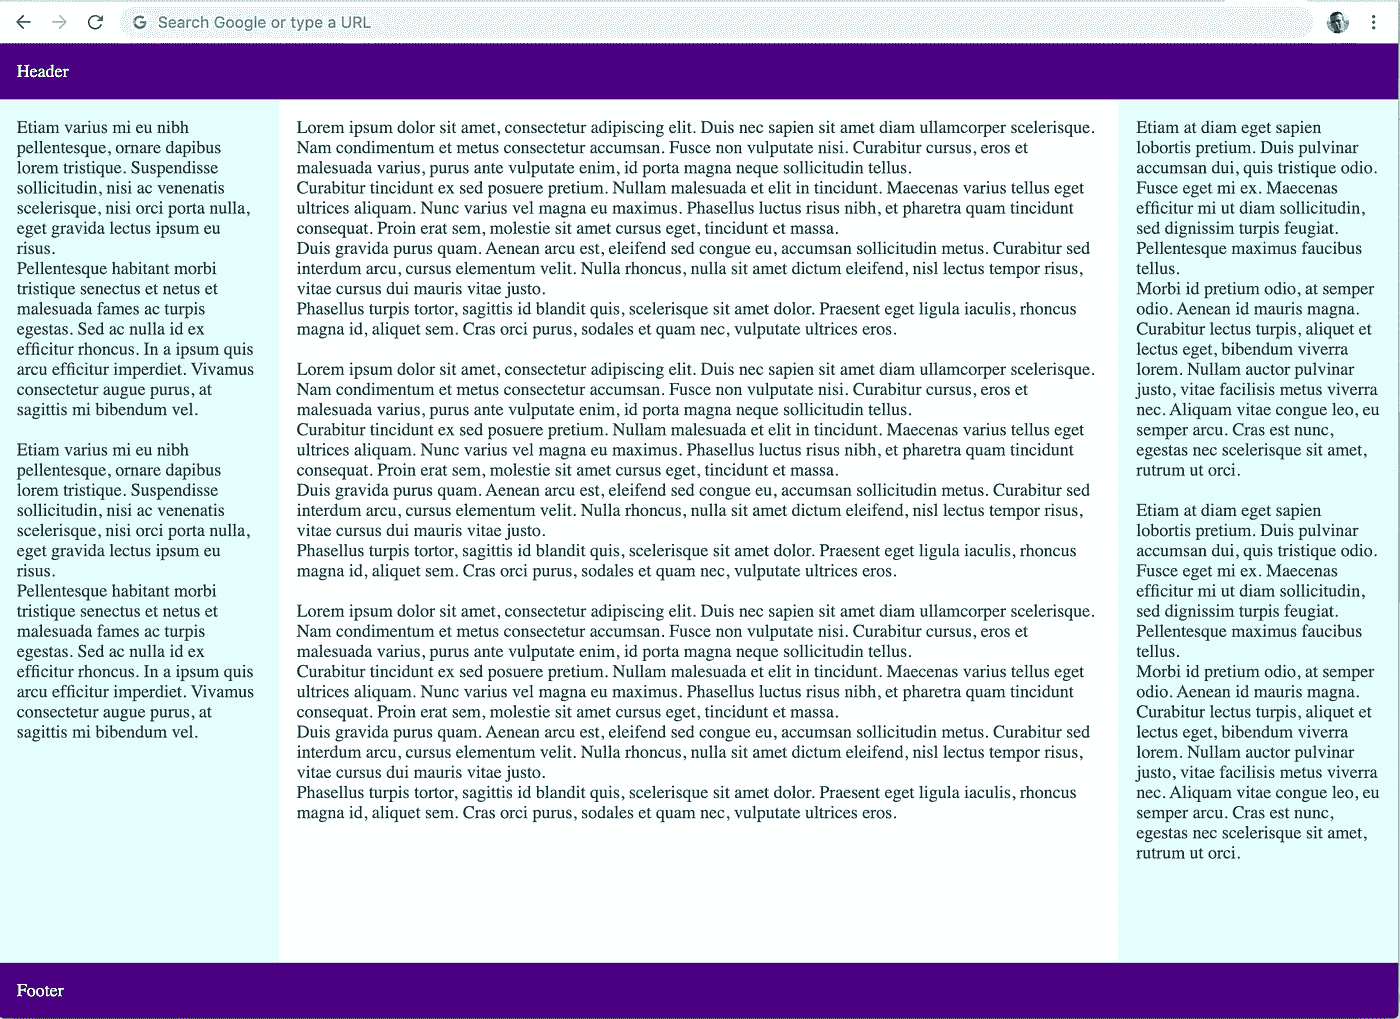 Search Google or type a URL
Header
Etiam varius mi eu nibh
pellentesque, ornare dapibus
lorem tristique. Suspendisse
sollicitudin, nisi ac venenatis
scelerisque, nisi orci porta nulla,
eget gravida lectus ipsum eu
risus.
Pellentesque habitant morbi
tristique senectus et netus et
malesuada fames ac turpis
egestas. Sed ac nulla id ex
efficitur rhoncus. In a ipsum quis
arcu efficitur imperdiet. Vivamus
consectetur augue purus, at
sagittis mi bibendum vel.
Etiam varius mi eu nibh
pellentesque, ornare dapibus
lorem tristique. Suspendisse
sollicitudin, nisi ac venenatis
scelerisque, nisi orci porta nulla,
eget gravida lectus ipsum eu
risus.
Pellentesque habitant morbi
tristique senectus et netus et
malesuada fames ac turpis
egestas. Sed ac nulla id ex
efficitur rhoncus. In a ipsum quis
arcu efficitur imperdiet. Vivamus
consectetur augue purus, at
sagittis mi bibendum vel.
Lorem ipsum dolor sit amet, consectetur adipiscing elit. Duis nec sapien sit amet diam ullamcorper scelerisque.
Nam condimentum et metus consectetur accumsan. Fusce non vulputate nisi. Curabitur cursus, eros et
malesuada varius, purus ante vulputate enim, id porta magna neque sollicitudin tellus.
Curabitur tincidunt ex sed posuere pretium. Nullam malesuada et elit in tincidunt. Maecenas varius tellus eget
ultrices aliquam. Nunc varius vel magna eu maximus. Phasellus luctus risus nibh, et pharetra quam tincidunt
consequat. Proin erat sem, molestie sit amet cursus eget, tincidunt et massa.
Duis gravida purus quam. Aenean arcu est, eleifend sed congue eu, accumsan sollicitudin metus. Curabitur sed
interdum arcu, cursus elementum velit. Nulla rhoncus, nulla sit amet dictum eleifend, nisl lectus tempor risus,
vitae cursus dui mauris vitae justo.
Phasellus turpis tortor, sagittis id blandit quis, scelerisque sit amet dolor. Praesent eget ligula iaculis, rhoncus
magna id, aliquet sem. Cras orci purus, sodales et quam nec, vulputate ultrices eros.
Lorem ipsum dolor sit amet, consectetur adipiscing elit. Duis nec sapien sit amet diam ullamcorper scelerisque.
Nam condimentum et metus consectetur accumsan. Fusce non vulputate nisi. Curabitur cursus, eros et
malesuada varius, purus ante vulputate enim, id porta magna neque sollicitudin tellus.
Curabitur tincidunt ex sed posuere pretium. Nullam malesuada et elit in tincidunt. Maecenas varius tellus eget
ultrices aliquam. Nunc varius vel magna eu maximus. Phasellus luctus risus nibh, et pharetra quam tincidunt
consequat. Proin erat sem, molestie sit amet cursus eget, tincidunt et massa.
Duis gravida purus quam. Aenean arcu est, eleifend sed congue eu, accumsan sollicitudin metus. Curabitur sed
interdum arcu, cursus elementum velit. Nulla rhoncus, nulla sit amet dictum eleifend, nisl lectus tempor risus,
vitae cursus dui mauris vitae justo.
Phasellus turpis tortor, sagittis id blandit quis, scelerisque sit amet dolor. Praesent eget ligula iaculis, rhoncus
magna id, aliquet sem. Cras orci purus, sodales et quam nec, vulputate ultrices eros.
Lorem ipsum dolor sit amet, consectetur adipiscing elit. Duis nec sapien sit amet diam ullamcorper scelerisque.
Nam condimentum et metus consectetur accumsan. Fusce non vulputate nisi. Curabitur cursus, eros et
malesuada varius, purus ante vulputate enim, id porta magna neque sollicitudin tellus.
Curabitur tincidunt ex sed posuere pretium. Nullam malesuada et elit in tincidunt. Maecenas varius tellus eget
ultrices aliquam. Nunc varius vel magna eu maximus. Phasellus luctus risus nibh, et pharetra quam tincidunt
consequat. Proin erat sem, molestie sit amet cursus eget, tincidunt et massa.
Duis gravida purus quam. Aenean arcu est, eleifend sed congue eu, accumsan sollicitudin metus. Curabitur sed
interdum arcu, cursus elementum velit. Nulla rhoncus, nulla sit amet dictum eleifend, nisl lectus tempor risus,
vitae cursus dui mauris vitae justo.
Phasellus turpis tortor, sagittis id blandit quis, scelerisque sit amet dolor. Praesent eget ligula iaculis, rhoncus
magna id, aliquet sem. Cras orci purus, sodales et quam nec, vulputate ultrices eros.
Etiam at diam eget sapien
lobortis pretium. Duis pulvinar
accumsan dui, quis tristique odio.
Fusce eget mi ex. Maecenas
efficitur mi ut diam sollicitudin,
sed dignissim turpis feugiat.
Pellentesque maximus faucibus
tellus.
Morbi id pretium odio, at semper
odio. Aenean id mauris magna.
Curabitur lectus turpis, aliquet et
lectus eget, bibendum viverra
lorem. Nullam auctor pulvinar
justo, vitae facilisis metus viverra
nec. Aliquam vitae congue leo, eu
semper arcu. Cras est nunc,
egestas nec scelerisque sit amet,
rutrum ut orci.
Etiam at diam eget sapien
lobortis pretium. Duis pulvinar
accumsan dui, quis tristique odio.
Fusce eget mi ex. Maecenas
efficitur mi ut diam sollicitudin,
sed dignissim turpis feugiat.
Pellentesque maximus faucibus
tellus.
Morbi id pretium odio, at semper
odio. Aenean id mauris magna.
Curabitur lectus turpis, aliquet et
lectus eget, bibendum viverra
lorem. Nullam auctor pulvinar
justo, vitae facilisis metus viverra
nec. Aliquam vitae congue leo, eu
semper arcu. Cras est nunc,
egestas nec scelerisque sit amet,
rutrum ut orci.
Footer